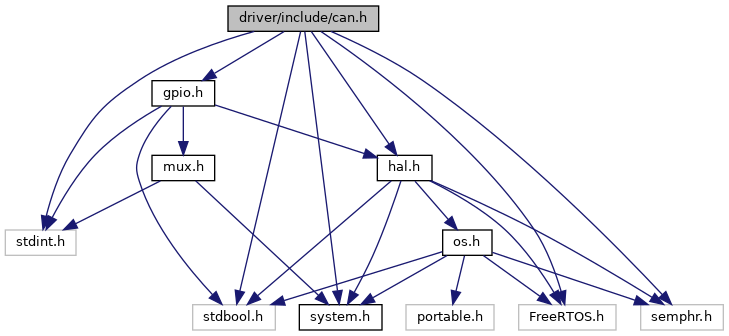 driver/include/can.h
gpio.h
mux.h
hal.h
stdint.h
os.h
stdbool.h
system.h
portable.h
FreeRTOS.h
semphr.h